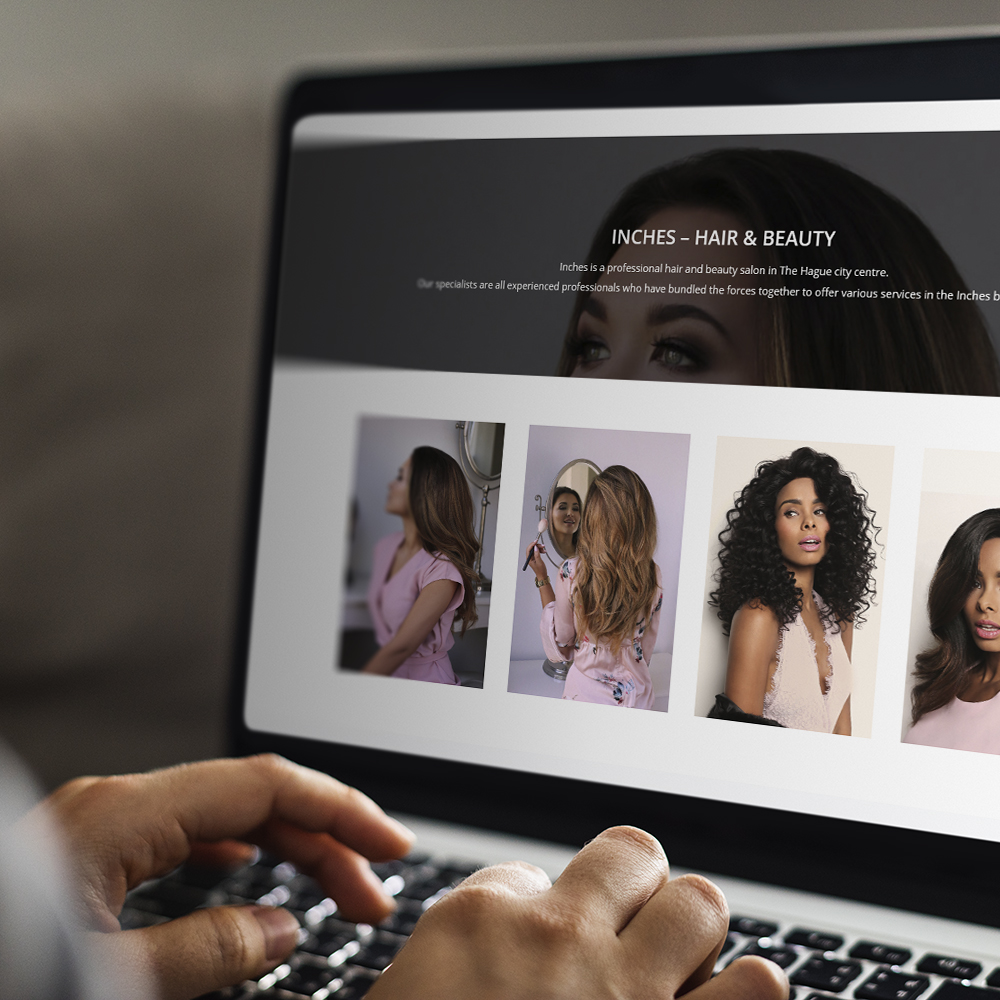 INCHES – HAIR & BEAUTY
Inches is a professional hair and beauty salon in The Hague city centre.
Our specialists are all experienced professionals who have bundled the forces together to offer various services in the Inches b